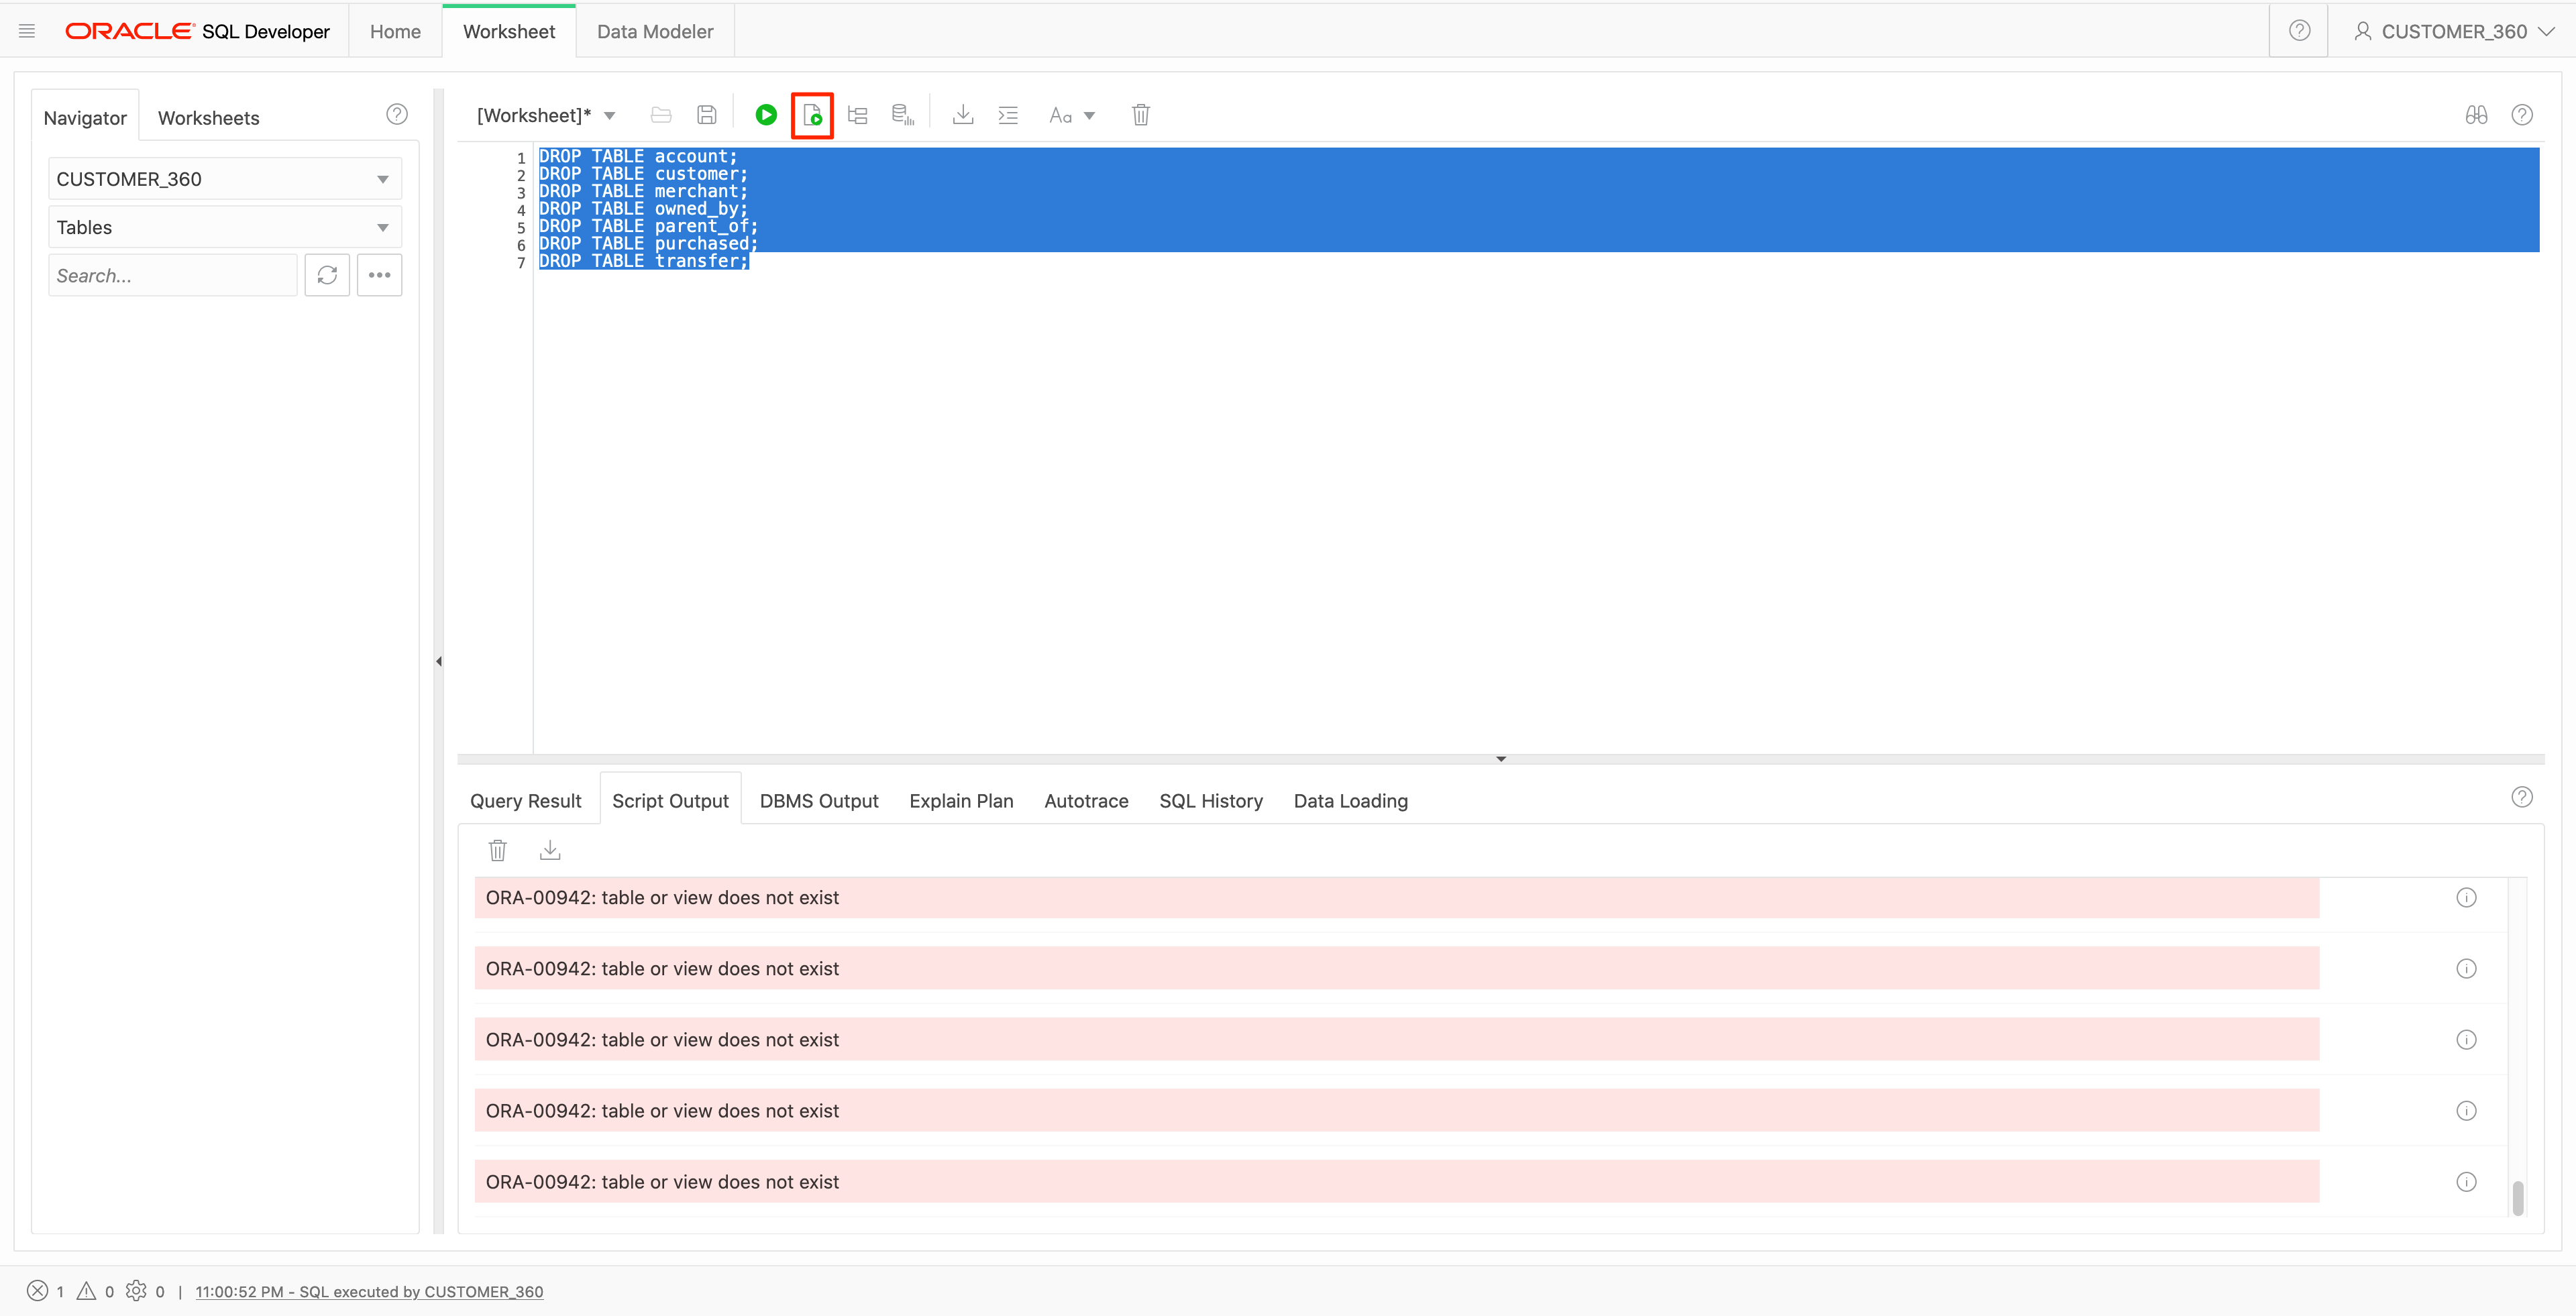 ORACLE SQL Developer Home Worksheet Data Modeler CUSTOMER_360
Navigator Worksheets
CUSTOMER_360
Tables
Search...
[Worksheet]* Aa
1 DROP TABLE account;
2 DROP TABLE customer;
3 DROP TABLE merchant;
4 DROP TABLE owned_by;
5 DROP TABLE parent_of;
6 DROP TABLE purchased;
7 DROP TABLE transfer;
Query Result Script Output DBMS Output Explain Plan Autotrace SQL History Data Loading
ORA-00942: table or view does not exist
ORA-00942: table or view does not exist
ORA-00942: table or view does not exist
ORA-00942: table or view does not exist
ORA-00942: table or view does not exist
1 0 0 | 11:00:52 PM - SQL executed by CUSTOMER_360